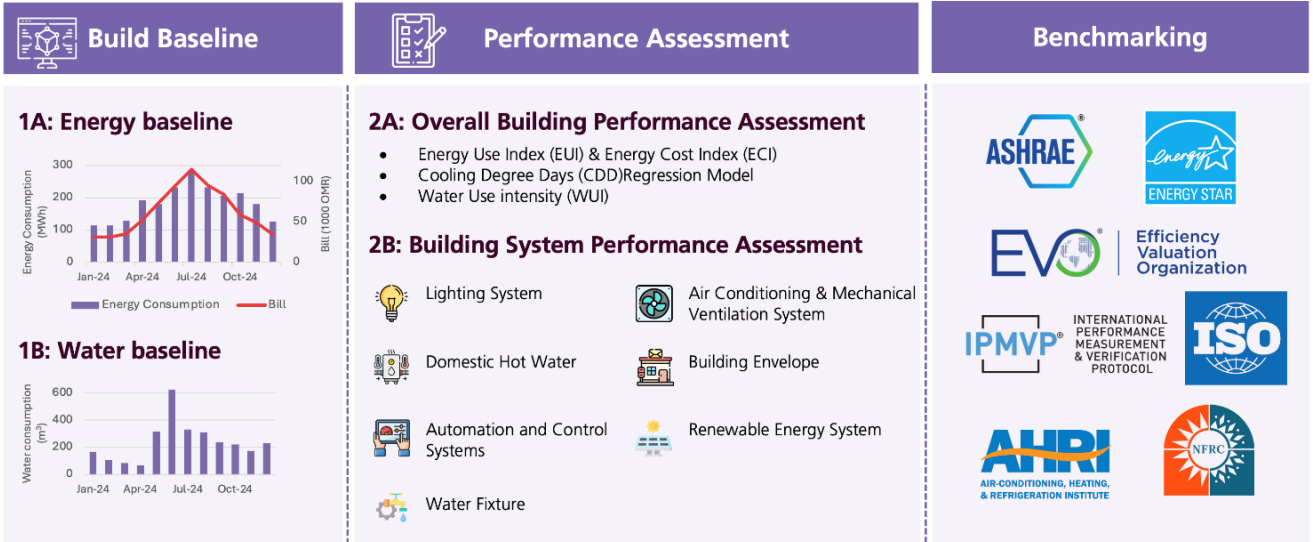 Build Baseline
Performance Assessment
Benchmarking
1A: Energy baseline
300
200
100
0
Energy Consumption
(MWh)
100
50
0
Bill (1000 OMR)
Jan-24 Apr-24 Jul-24 Oct-24
Energy Consumption Bill
1B: Water baseline
600
400
200
0
Water consumption
(m³)
Jan-24 Apr-24 Jul-24 Oct-24
2A: Overall Building Performance Assessment
• Energy Use Index (EUI) & Energy Cost Index (ECI)
• Cooling Degree Days (CDD)Regression Model
• Water Use intensity (WUI)
2B: Building System Performance Assessment
Lighting System
Air Conditioning & Mechanical
Ventilation System
Domestic Hot Water
Building Envelope
Automation and Control
Systems
Renewable Energy System
Water Fixture
ASHRAE®
energy
ENERGY STAR
EVO®
Efficiency
Valuation
Organization
IPMVP®
INTERNATIONAL
PERFORMANCE
MEASUREMENT
& VERIFICATION
PROTOCOL
ISO
AHRI
AIR-CONDITIONING, HEATING,
& REFRIGERATION INSTITUTE
NFRC